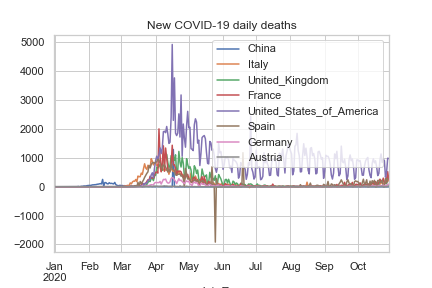 New COVID-19 daily deaths
5000
4000
3000
2000
1000
0
−1000
−2000
China
Italy
United_Kingdom
France
United_States_of_America
Spain
Germany
Austria
Jan Feb Mar Apr May Jun Jul Aug Sep Oct
2020